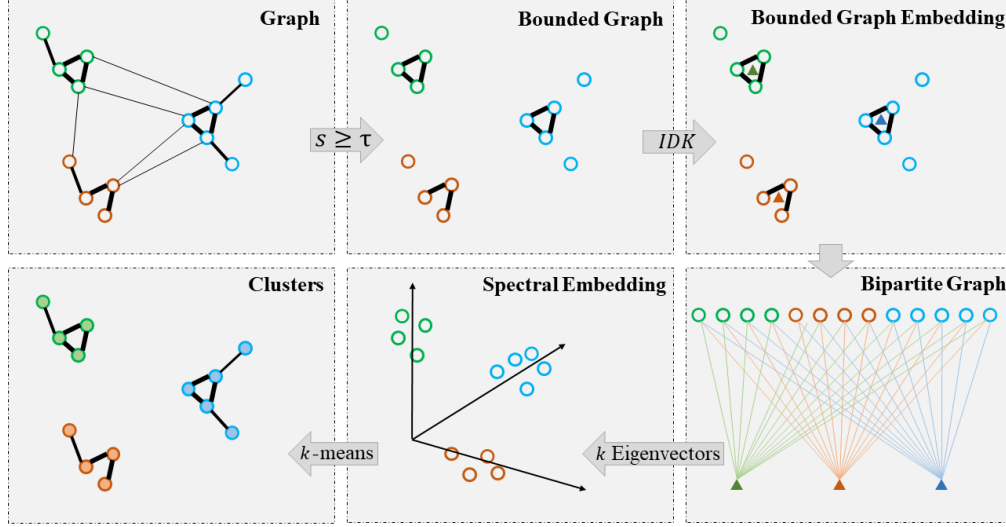 Graph
s ≥ τ
Bounded Graph
IDK
Bounded Graph Embedding
Bipartite Graph
k Eigenvectors
Spectral Embedding
k-means
Clusters